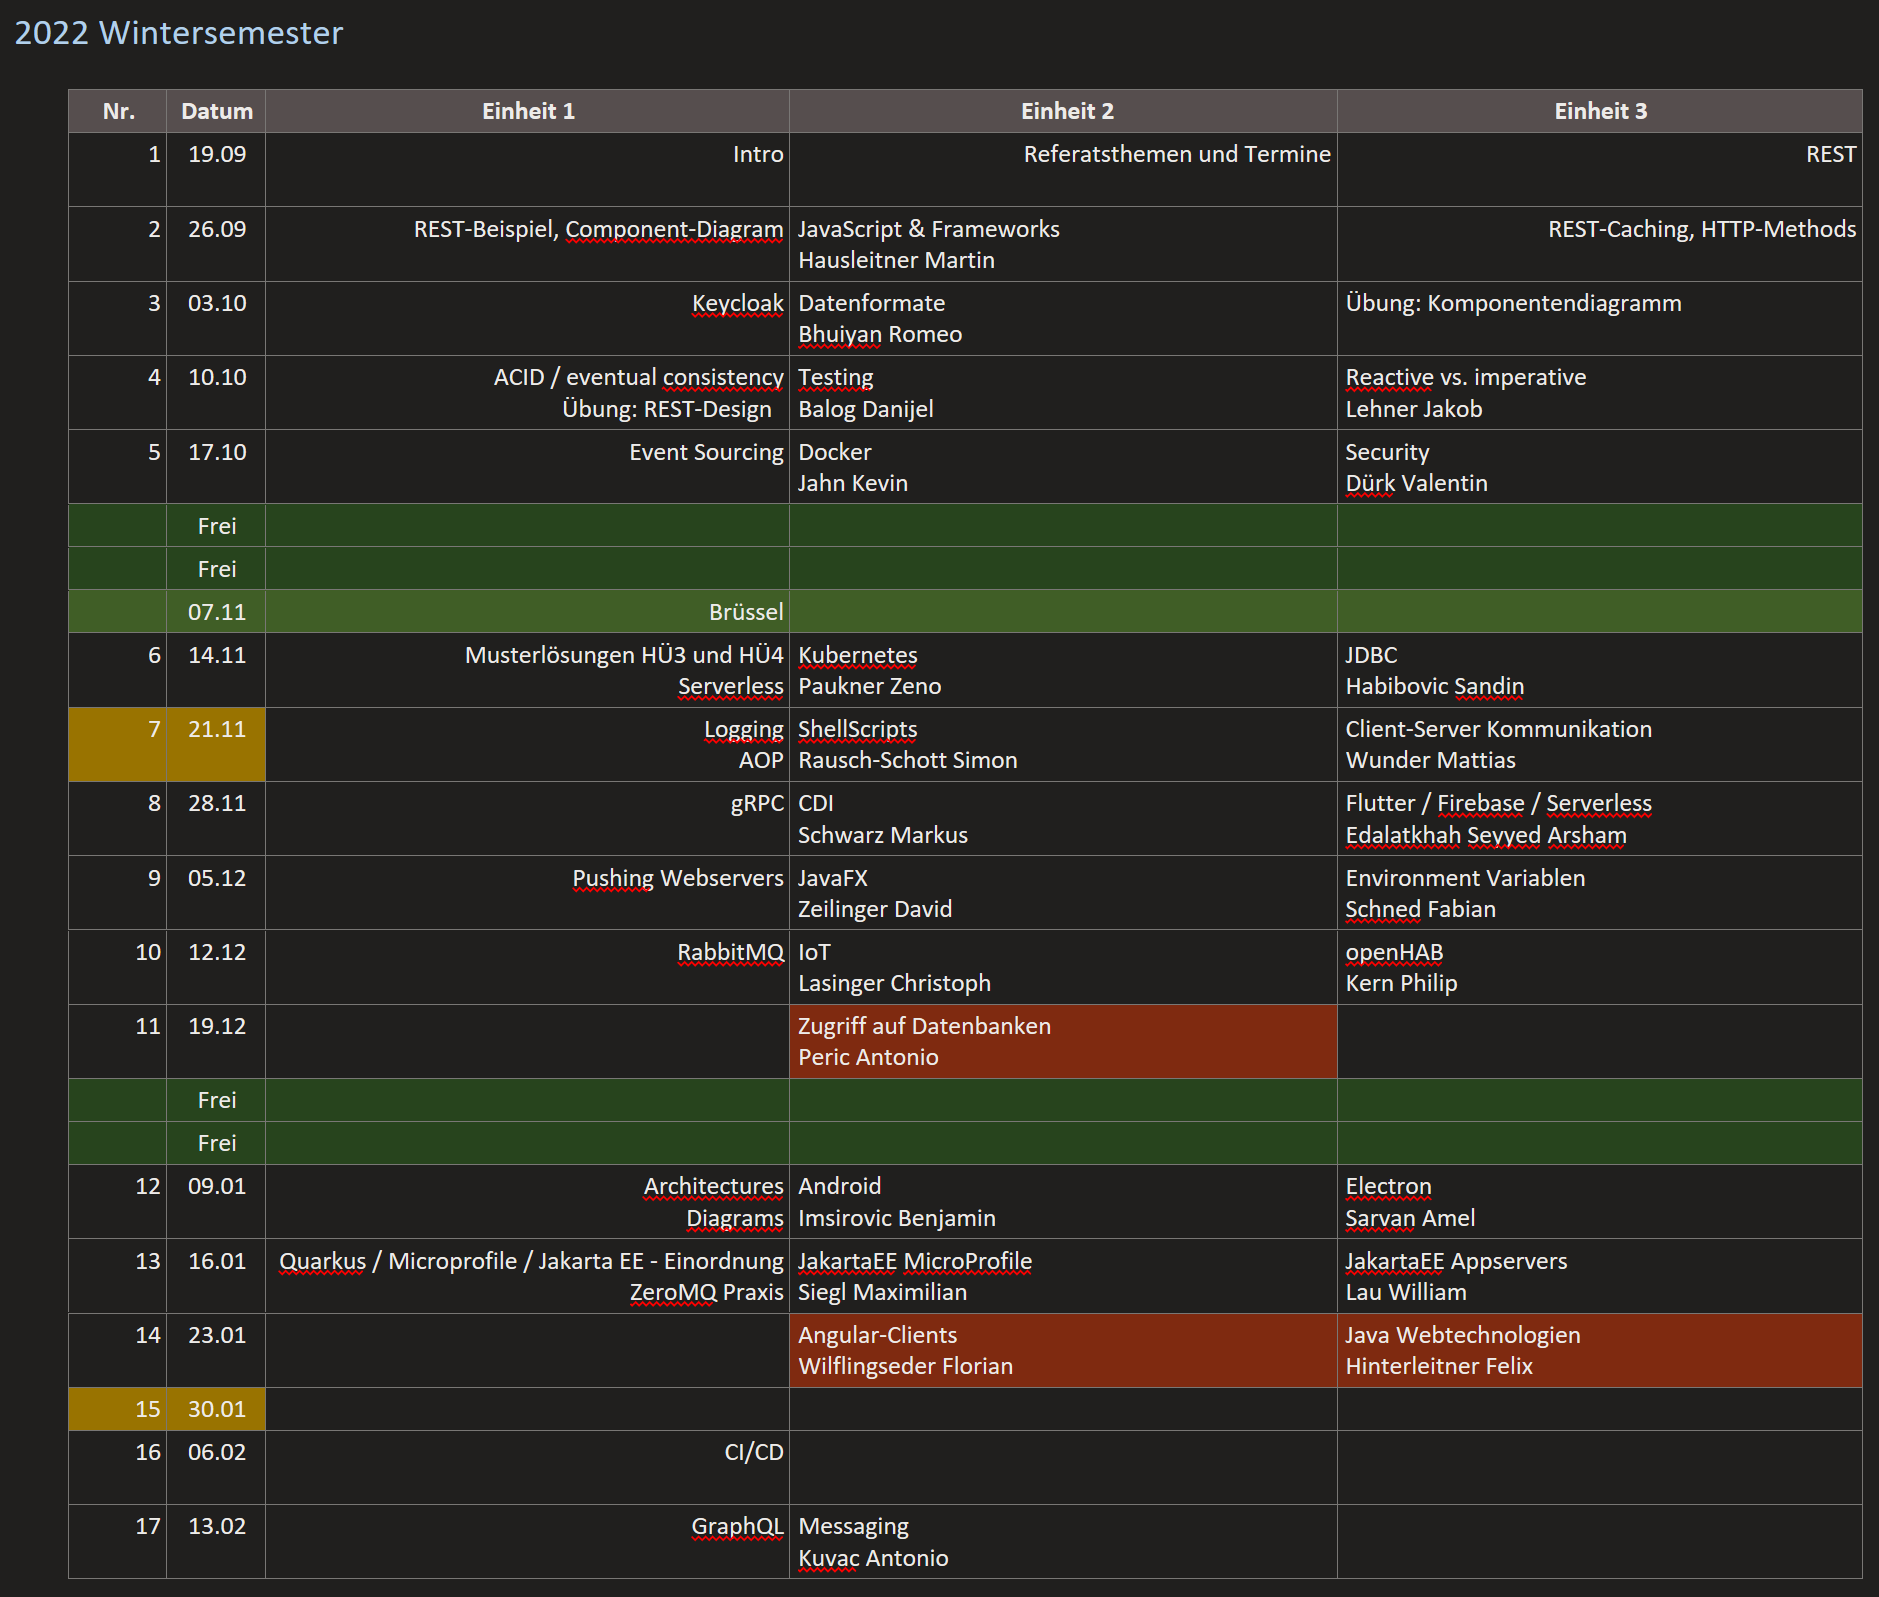 2022 Wintersemester
Nr. Datum Einheit 1 Einheit 2 Einheit 3
1 19.09 Intro Referatsthemen und Termine REST
2 26.09 REST-Beispiel, Component-Diagram JavaScript & Frameworks REST-Caching, HTTP-Methods
Hausleitner Martin
3 03.10 Keycloak Datenformate Übung: Komponentendiagramm
Bhuiyan Romeo
4 10.10 ACID / eventual consistency Testing Reactive vs. imperative
Übung: REST-Design Balog Danijel Lehner Jakob
5 17.10 Event Sourcing Docker Security
Jahn Kevin Dürk Valentin
Frei
Frei
07.11 Brüssel
6 14.11 Musterlösungen HÜ3 und HÜ4 Kubernetes JDBC
Serverless Paukner Zeno Habibovic Sandin
7 21.11 Logging ShellScripts Client-Server Kommunikation
AOP Rausch-Schott Simon Wunder Mattias
8 28.11 gRPC CDI Flutter / Firebase / Serverless
Schwarz Markus Edalatkhah Seyyed Arsham
9 05.12 Pushing Webservers JavaFX Environment Variablen
Zeilinger David Schned Fabian
10 12.12 RabbitMQ IoT openHAB
Lasinger Christoph Kern Philip
11 19.12 Zugriff auf Datenbanken
Peric Antonio
Frei
Frei
12 09.01 Architectures Android Electron
Diagrams Imsirovic Benjamin Sarvan Amel
13 16.01 Quarkus / Microprofile / Jakarta EE - Einordnung JakartaEE MicroProfile JakartaEE Appservers
ZeroMQ Praxis Siegl Maximilian Lau William
14 23.01 Angular-Clients Java Webtechnologien
Wilflingseder Florian Hinterleitner Felix
15 30.01
16 06.02 CI/CD
17 13.02 GraphQL Messaging
Kuvac Antonio